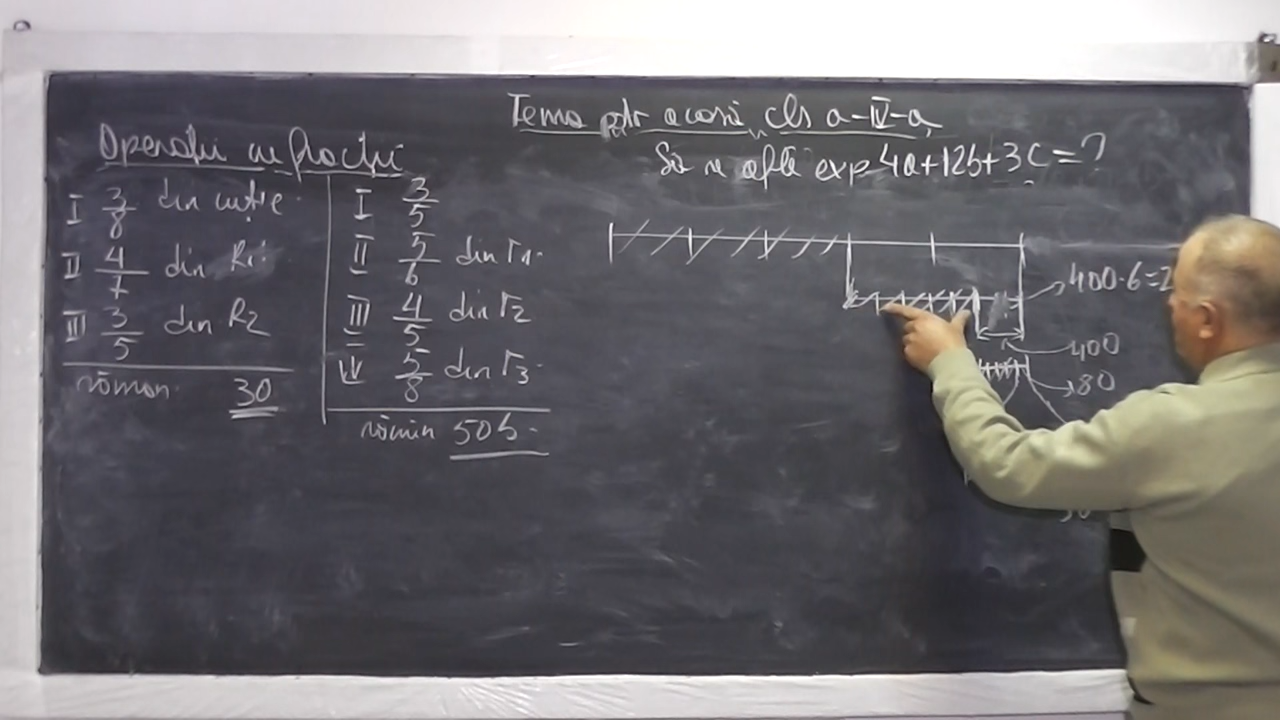 Tema ptr acasă cls a-IV-a
Operații cu fracții
Să se afle exp 4a+12b+3c=?
I 3/8 din cutie
II 4/7 din R1
III 3/5 din R2
rămân 30
I 3/5
II 5/6 din r1
III 4/5 din r2
IV 5/8 din r3
rămân 50b
400·6=2
400
80